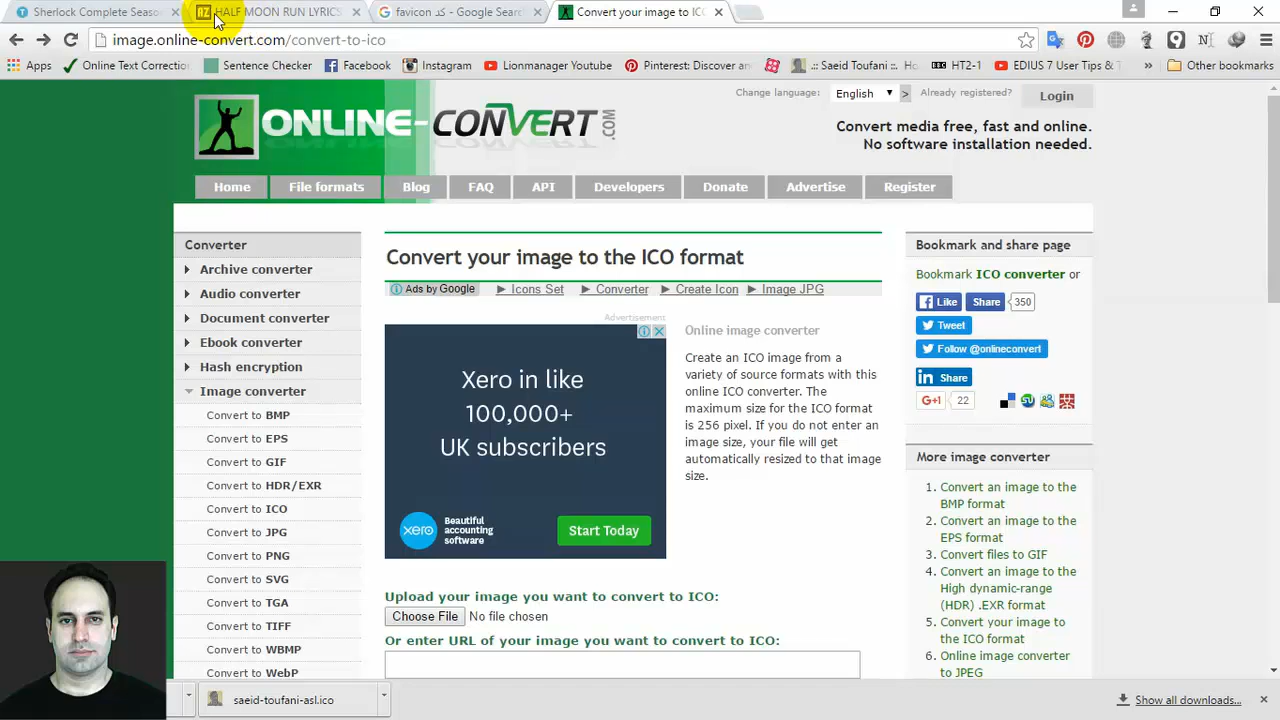 Sherlock Complete Seaso
HALF MOON RUN LYRICS
favicon کد - Google Sear
Convert your image to IC
image.online-convert.com/convert-to-ico
Apps
Online Text Correctio
Sentence Checker
Facebook
Instagram
Lionmanager Youtube
Pinterest: Discover an
.:: Saeid Toufani ::. Ho
HT2-1
EDIUS 7 User Tips & T
»
Other bookmarks
ONLINE-CONVERT.COM
Change language:
English
>
Already registered?
Login
Convert media free, fast and online.
No software installation needed.
Home
File formats
Blog
FAQ
API
Developers
Donate
Advertise
Register
Converter
Archive converter
Audio converter
Document converter
Ebook converter
Hash encryption
Image converter
Convert to BMP
Convert to EPS
Convert to GIF
Convert to HDR/EXR
Convert to ICO
Convert to JPG
Convert to PNG
Convert to SVG
Convert to TGA
Convert to TIFF
Convert to WBMP
Convert to WebP
Convert your image to the ICO format
Ads by Google
► Icons Set
► Converter
► Create Icon
► Image JPG
Advertisement
Xero in like
100,000+
UK subscribers
xero
Beautiful
accounting
software
Start Today
Online image converter
Create an ICO image from a
variety of source formats with this
online ICO converter. The
maximum size for the ICO format
is 256 pixel. If you do not enter an
image size, your file will get
automatically resized to that image
size.
Upload your image you want to convert to ICO:
Choose File No file chosen
Or enter URL of your image you want to convert to ICO:
Bookmark and share page
Bookmark ICO converter or
Like
Share
350
Tweet
Follow @onlineconvert
Share
G+1
22
More image converter
1. Convert an image to the
BMP format
2. Convert an image to the
EPS format
3. Convert files to GIF
4. Convert an image to the
High dynamic-range
(HDR) .EXR format
5. Convert your image to
the ICO format
6. Online image converter
to JPEG
saeid-toufani-asl.ico
Show all downloads...